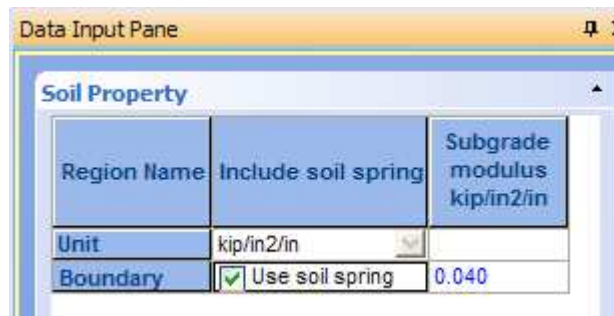 Data Input Pane
Soil Property
Region Name Include soil spring Subgrade modulus kip/in2/in
Unit kip/in2/in
Boundary Use soil spring 0.040